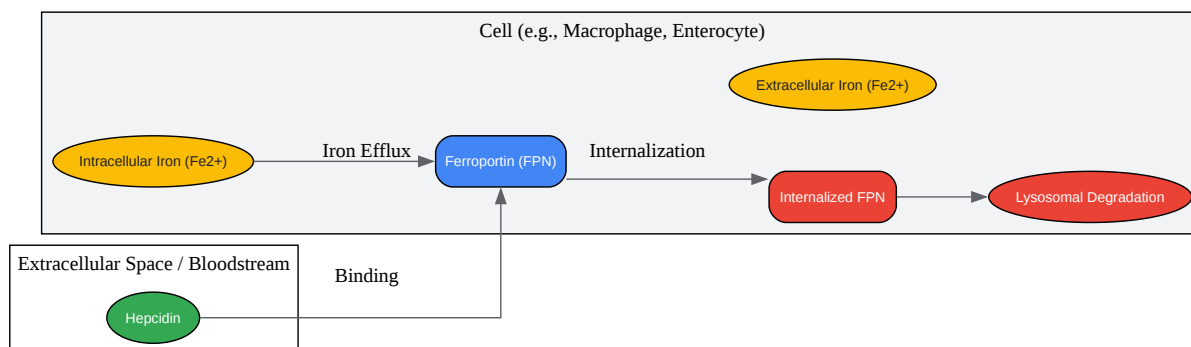 Cell (e.g., Macrophage, Enterocyte)
Extracellular Iron (Fe2+)
Intracellular Iron (Fe2+)
Iron Efflux
Ferroportin (FPN)
Internalization
Internalized FPN
Lysosomal Degradation
Extracellular Space / Bloodstream
Binding
Hepcidin